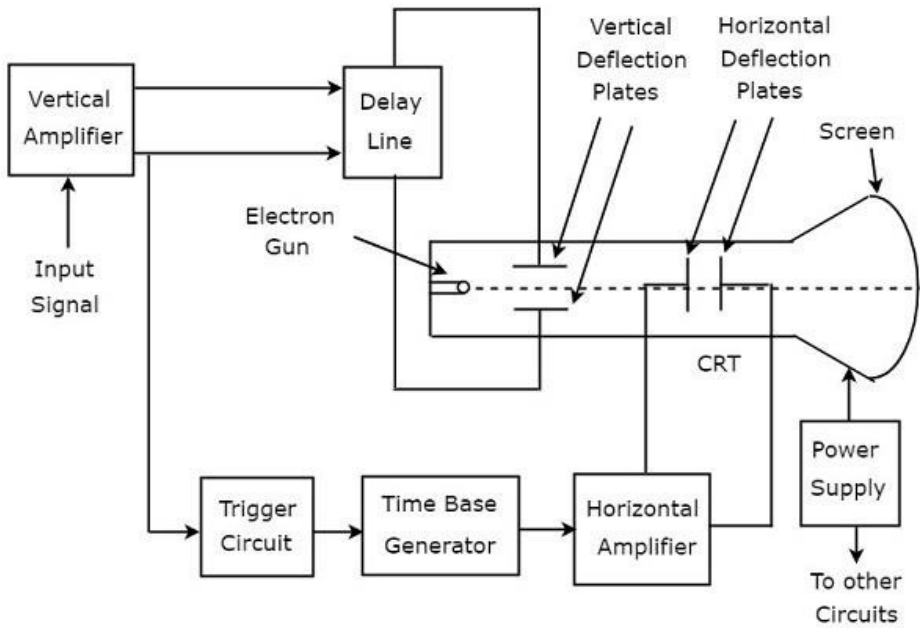 Vertical
Amplifier
Delay
Line
Vertical
Deflection
Plates
Horizontal
Deflection
Plates
Screen
Electron
Gun
Input
Signal
CRT
Trigger
Circuit
Time Base
Generator
Horizontal
Amplifier
Power
Supply
To other
Circuits